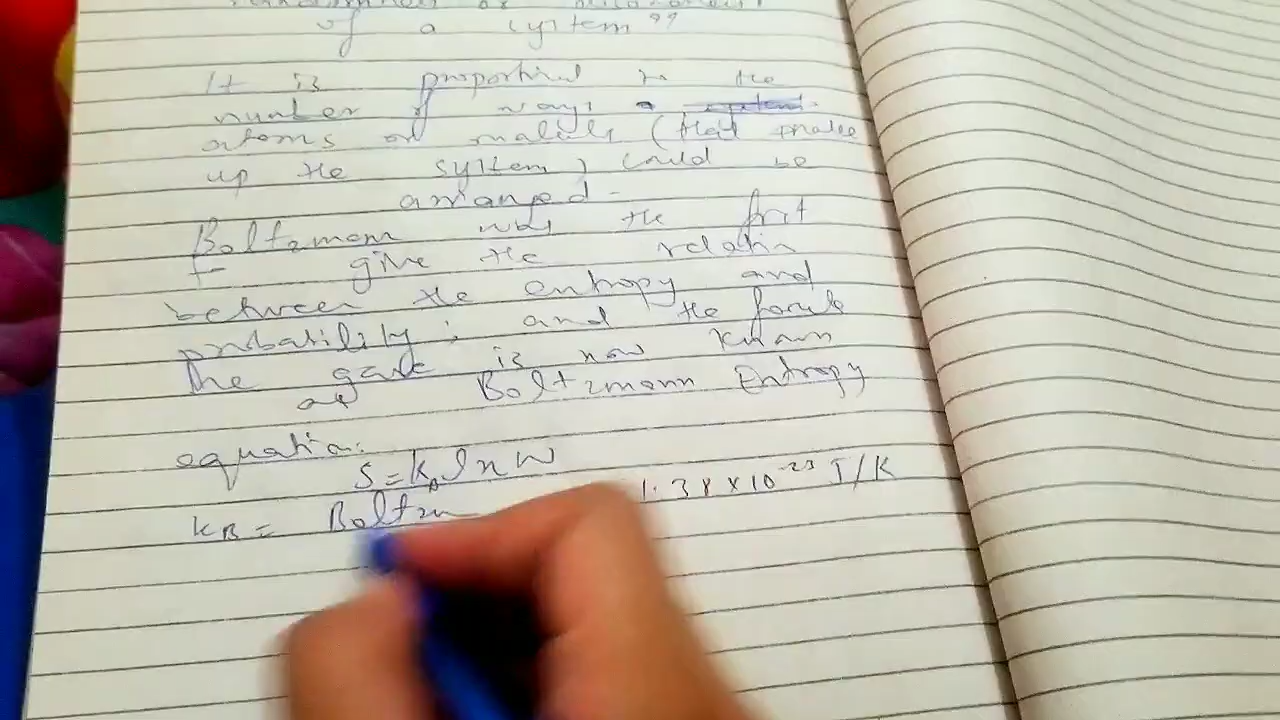 of a system"
It is proportional to the
number of ways
atoms or molecules (that make
up the system) could be
arranged -
Boltzmann was the first
to give the relation
between the entropy and
probability; and the formula
he gave is now known
as Boltzmann Entropy
equation:
S = kB ln W
kB = Boltzm 1.38 x 10-23 J/K